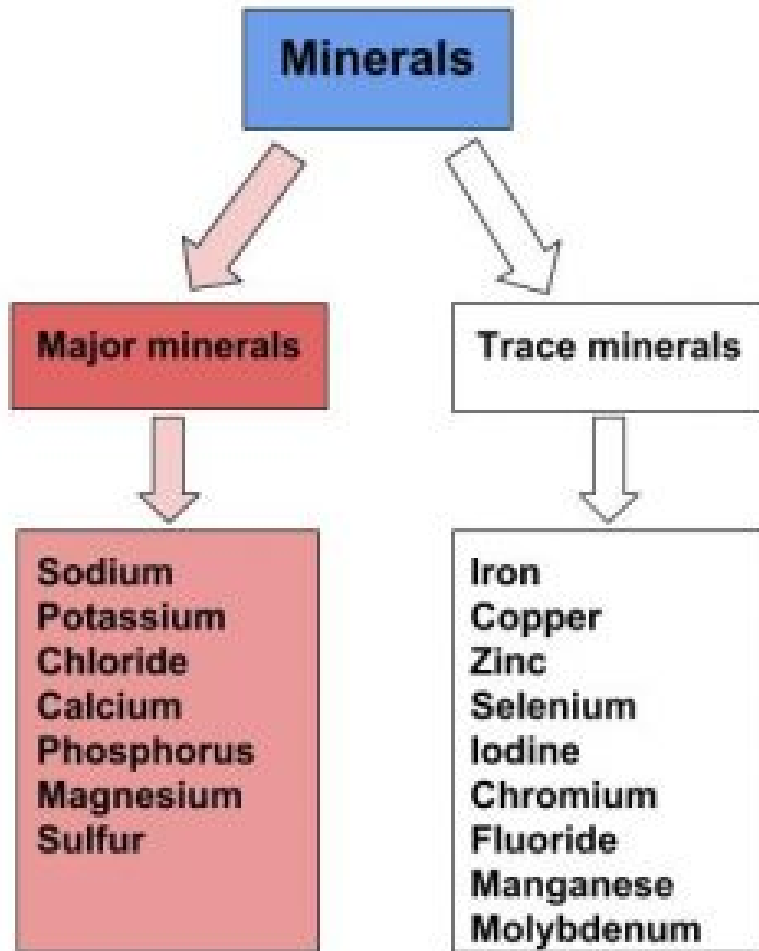 Minerals
Major minerals
Trace minerals
Sodium
Potassium
Chloride
Calcium
Phosphorus
Magnesium
Sulfur
Iron
Copper
Zinc
Selenium
Iodine
Chromium
Fluoride
Manganese
Molybdenum